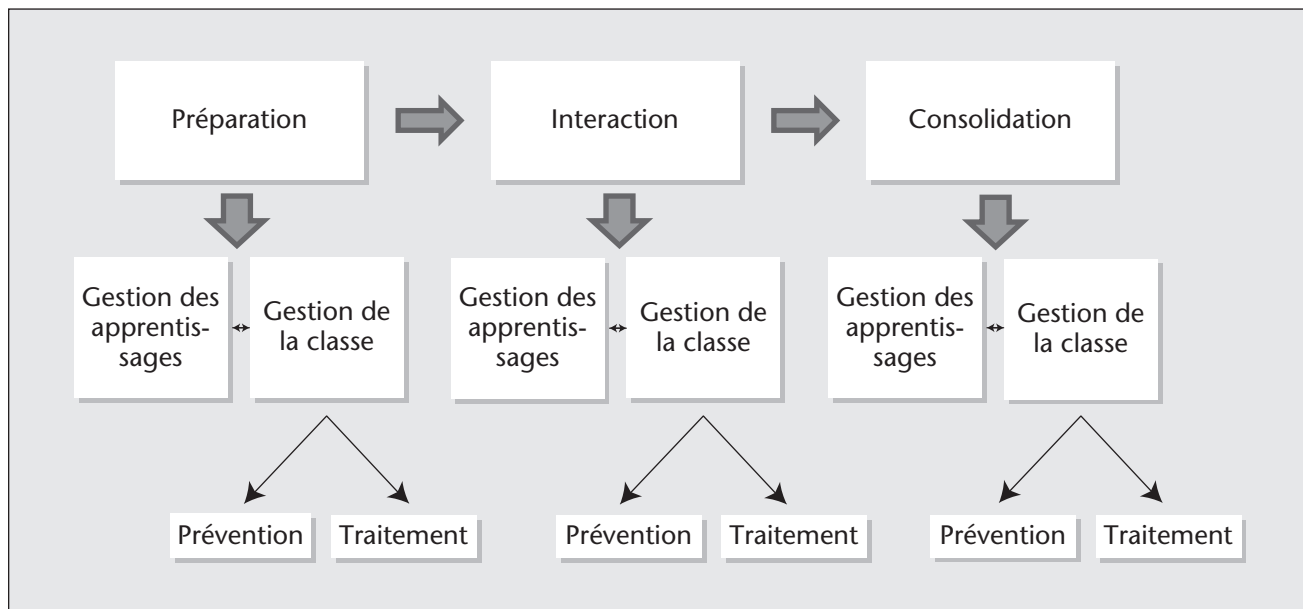 Préparation
Interaction
Consolidation
Gestion des
apprentis-
sages
Gestion de
la classe
Gestion des
apprentis-
sages
Gestion de
la classe
Gestion des
apprentis-
sages
Gestion de
la classe
Prévention
Traitement
Prévention
Traitement
Prévention
Traitement